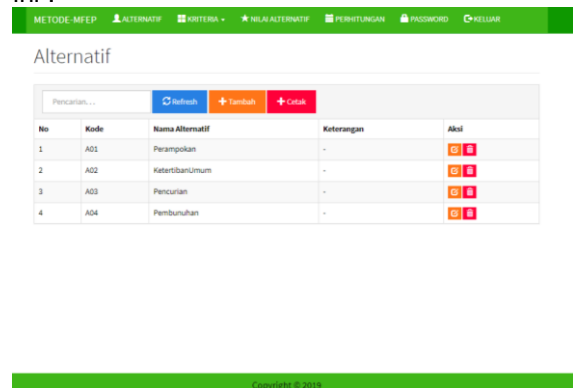 METODE-MFEP ALTERNATIF KRITERIA NILAI ALTERNATIF PERHITUNGAN PASSWORD KELUAR
Alternatif
Pencarian... Refresh Tambah Cetak
No Kode Nama Alternatif Keterangan Aksi
1 A01 Perampokan -
2 A02 KetertibanUmum -
3 A03 Pencurian -
4 A04 Pembunuhan -
Copyright © 2019